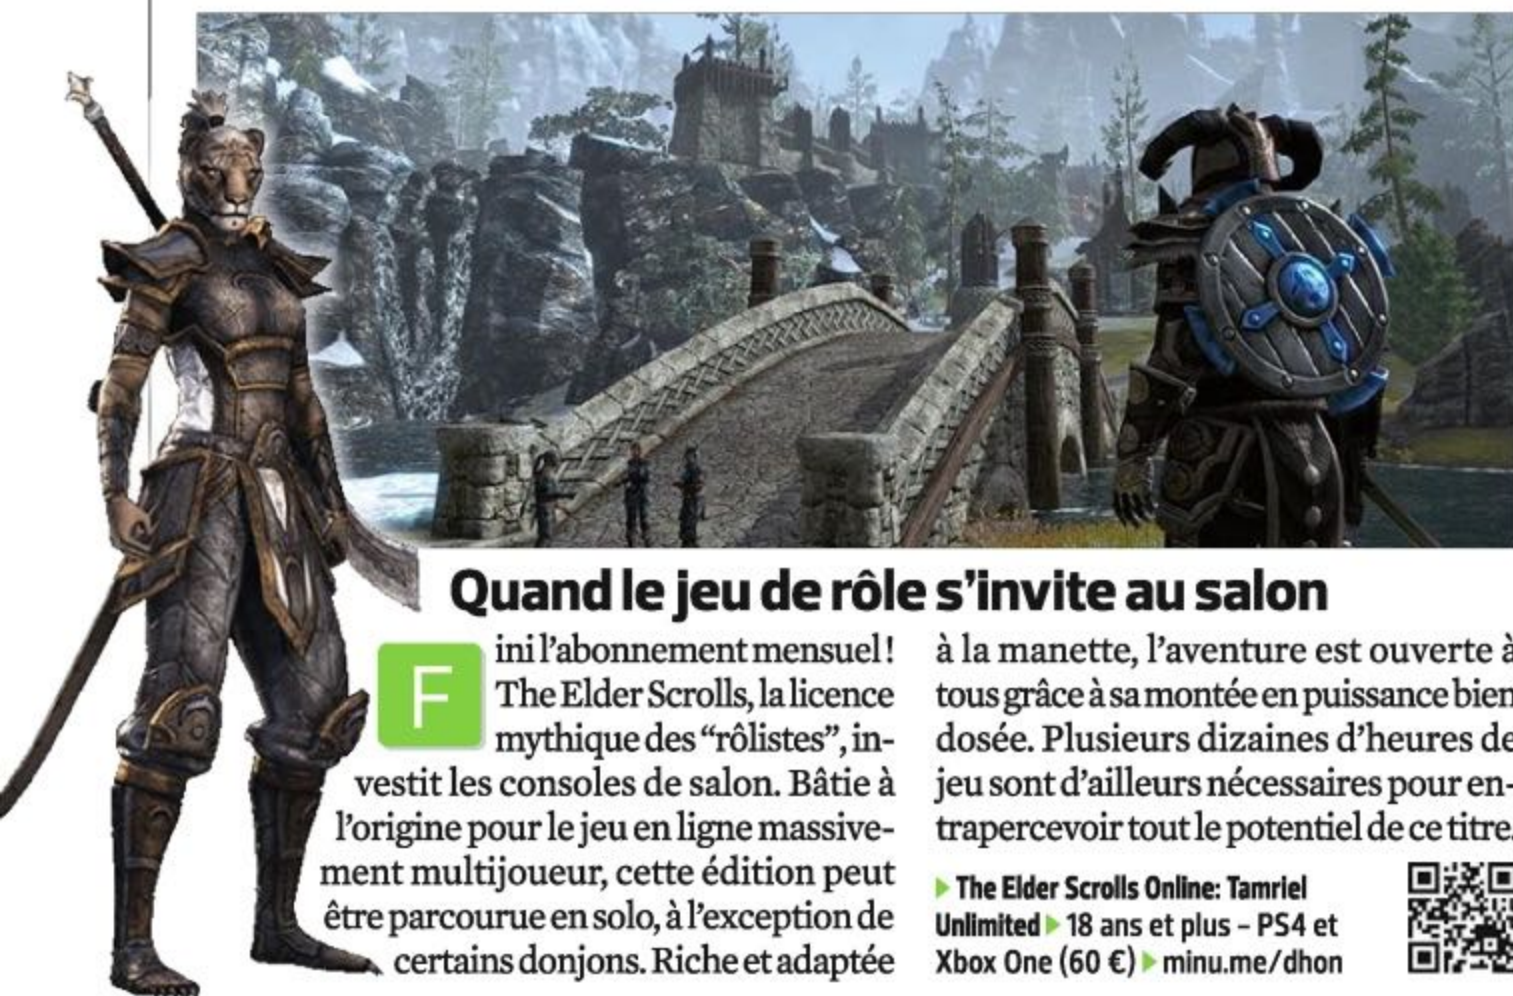 Quand le jeu de rôle s'invite au salon
Fini l'abonnement mensuel !
The Elder Scrolls, la licence
mythique des “rôlistes”, in-
vestit les consoles de salon. Bâtie à
l'origine pour le jeu en ligne massive-
ment multijoueur, cette édition peut
être parcourue en solo, à l'exception de
certains donjons. Riche et adaptée
à la manette, l'aventure est ouverte à
tous grâce à sa montée en puissance bien
dosée. Plusieurs dizaines d'heures de
jeu sont d'ailleurs nécessaires pour en-
trapercevoir tout le potentiel de ce titre.
▶ The Elder Scrolls Online: Tamriel
Unlimited ▶ 18 ans et plus – PS4 et
Xbox One (60 €) ▶ minu.me/dhon